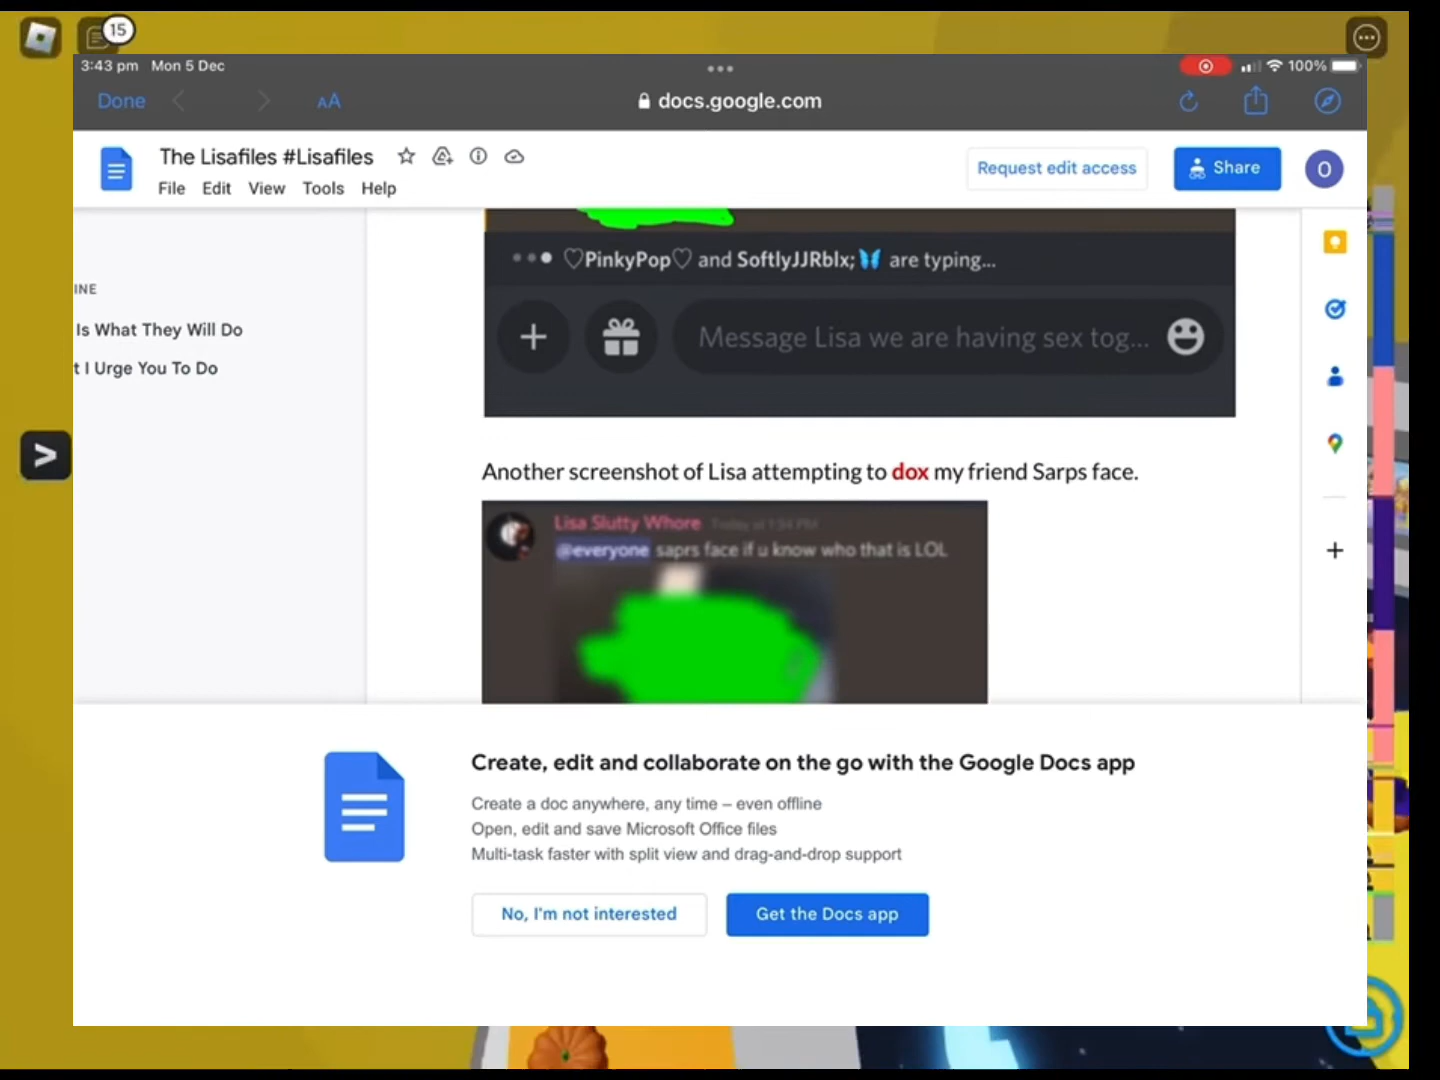 15
3:43 pm Mon 5 Dec
100%
Done
AA
docs.google.com
The Lisafiles #Lisafiles
File Edit View Tools Help
Request edit access
Share
O
INE
Is What They Will Do
t I Urge You To Do
♡PinkyPop♡ and SoftlyJJRblx;🦋 are typing...
Message Lisa we are having sex tog...
Another screenshot of Lisa attempting to dox my friend Sarps face.
Lisa Slutty Whore Today at 1:34 PM
@everyone saprs face if u know who that is LOL
Create, edit and collaborate on the go with the Google Docs app
Create a doc anywhere, any time – even offline
Open, edit and save Microsoft Office files
Multi-task faster with split view and drag-and-drop support
No, I'm not interested
Get the Docs app